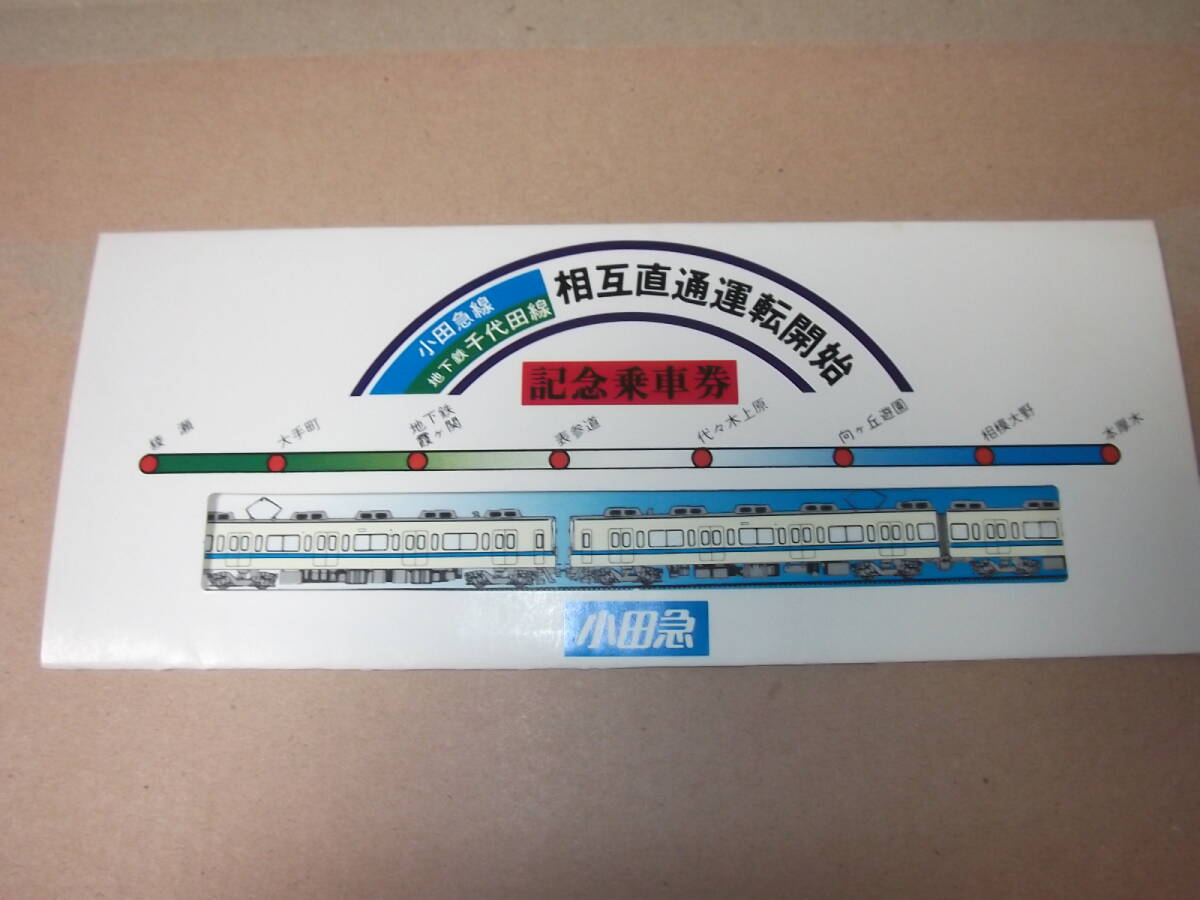 小田急線
地下鉄千代田線
相互直通運転開始
記念乗車券
綾瀬
大手町
地下鉄
霞ヶ関
表参道
代々木上原
向ヶ丘遊園
相模大野
本厚木
小田急